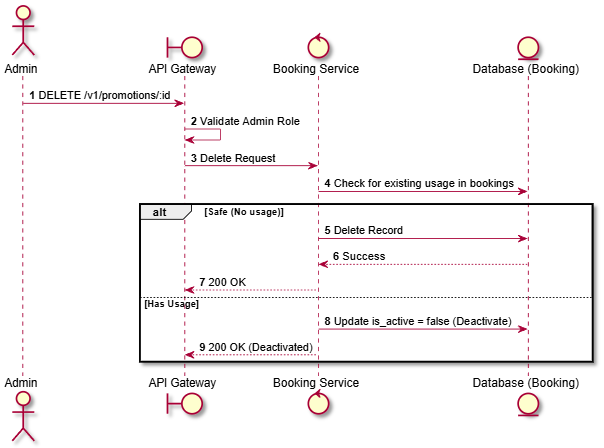 Admin
API Gateway
Booking Service
Database (Booking)
1 DELETE /v1/promotions/:id
2 Validate Admin Role
3 Delete Request
4 Check for existing usage in bookings
alt [Safe (No usage)]
5 Delete Record
6 Success
7 200 OK
[Has Usage]
8 Update is_active = false (Deactivate)
9 200 OK (Deactivated)
Admin
API Gateway
Booking Service
Database (Booking)